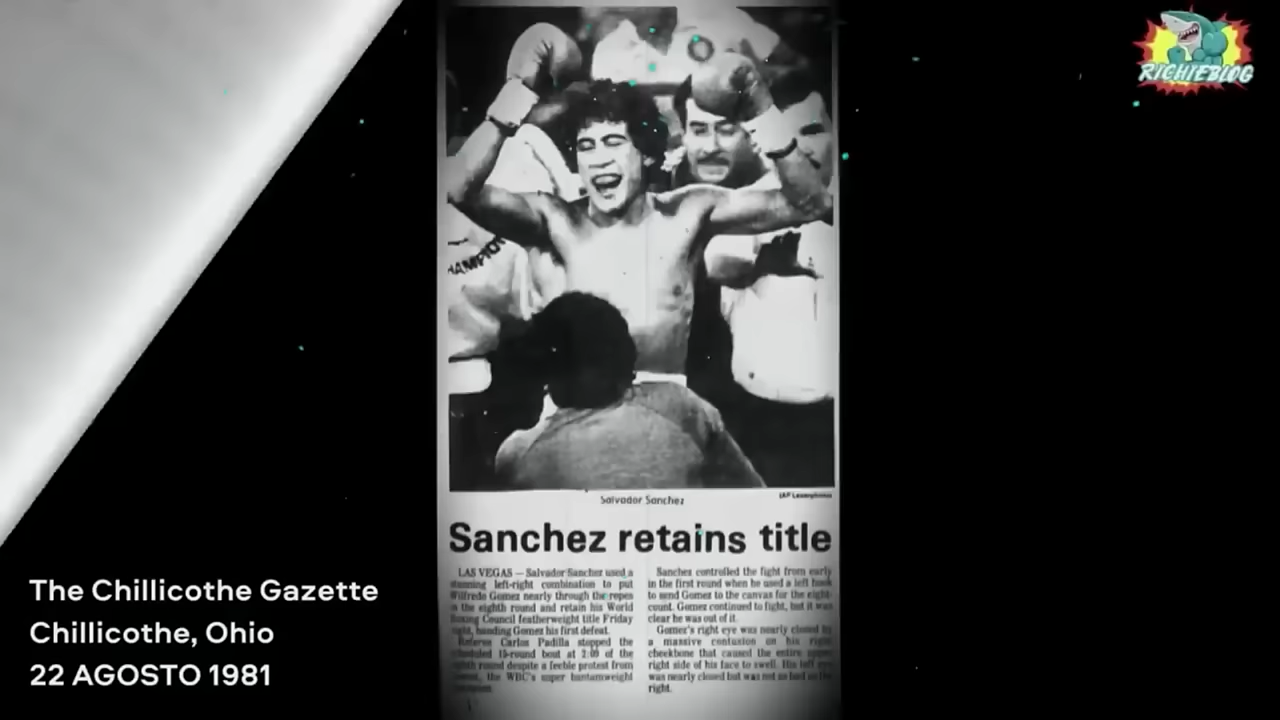 RICHIEBLOG
HAMPION
Salvador Sanchez
(AP Laserphoto)
Sanchez retains title
LAS VEGAS — Salvador Sanchez used a
stunning left-right combination to put
Wilfredo Gomez nearly through the ropes
in the eighth round and retain his World
Boxing Council featherweight title Friday
night, handing Gomez his first defeat.
Referee Carlos Padilla stopped the
scheduled 15-round bout at 2:09 of the
eighth round despite a feeble protest from
the WBC's super bantamweight
Sanchez controlled the fight from early
in the first round when he used a left hook
to send Gomez to the canvas for the eight-
count. Gomez continued to fight, but it was
clear he was out of it.
Gomez's right eye was nearly closed by
a massive contusion on his right
cheekbone that caused the entire upper
right side of his face to swell. His left eye
was nearly closed but was not as bad as the
right.
The Chillicothe Gazette
Chillicothe, Ohio
22 AGOSTO 1981